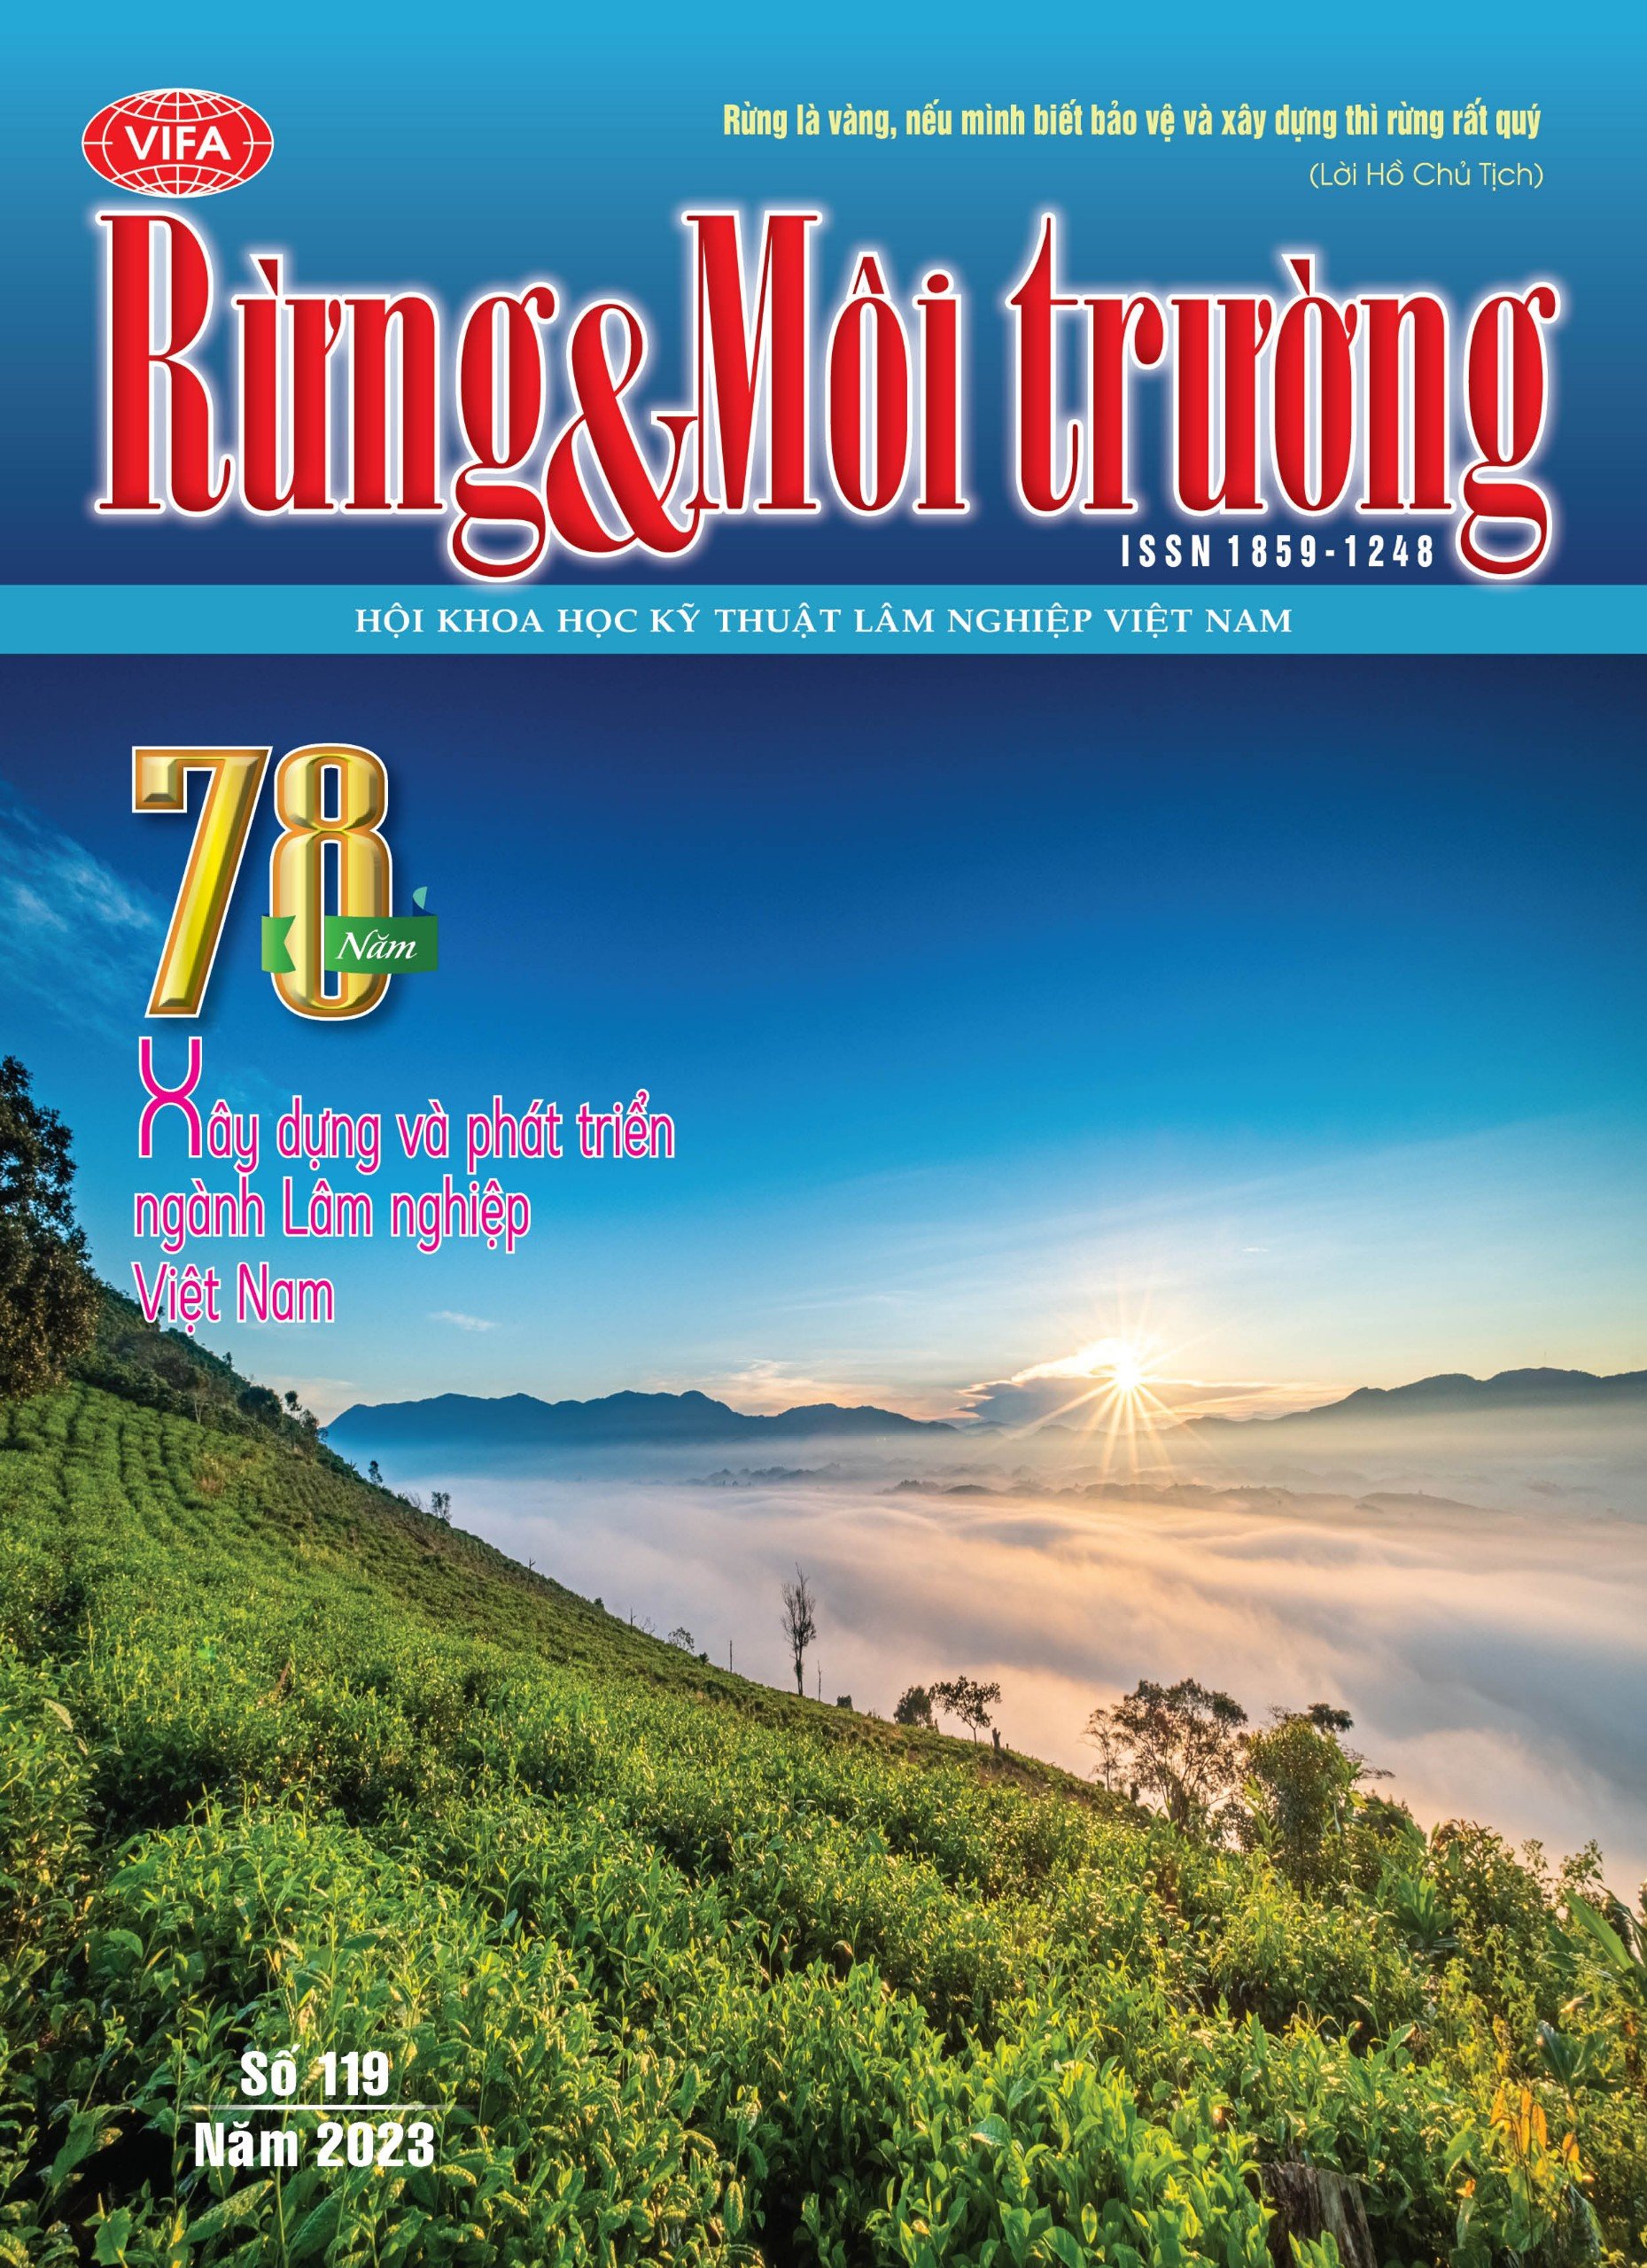 VIFA
Rừng là vàng, nếu mình biết bảo vệ và xây dựng thì rừng rất quý
(Lời Hồ Chủ Tịch)
Rừng&Môi trường
ISSN 1859-1248
HỘI KHOA HỌC KỸ THUẬT LÂM NGHIỆP VIỆT NAM
78
Năm
Xây dựng và phát triển
ngành Lâm nghiệp
Việt Nam
Số 119
Năm 2023